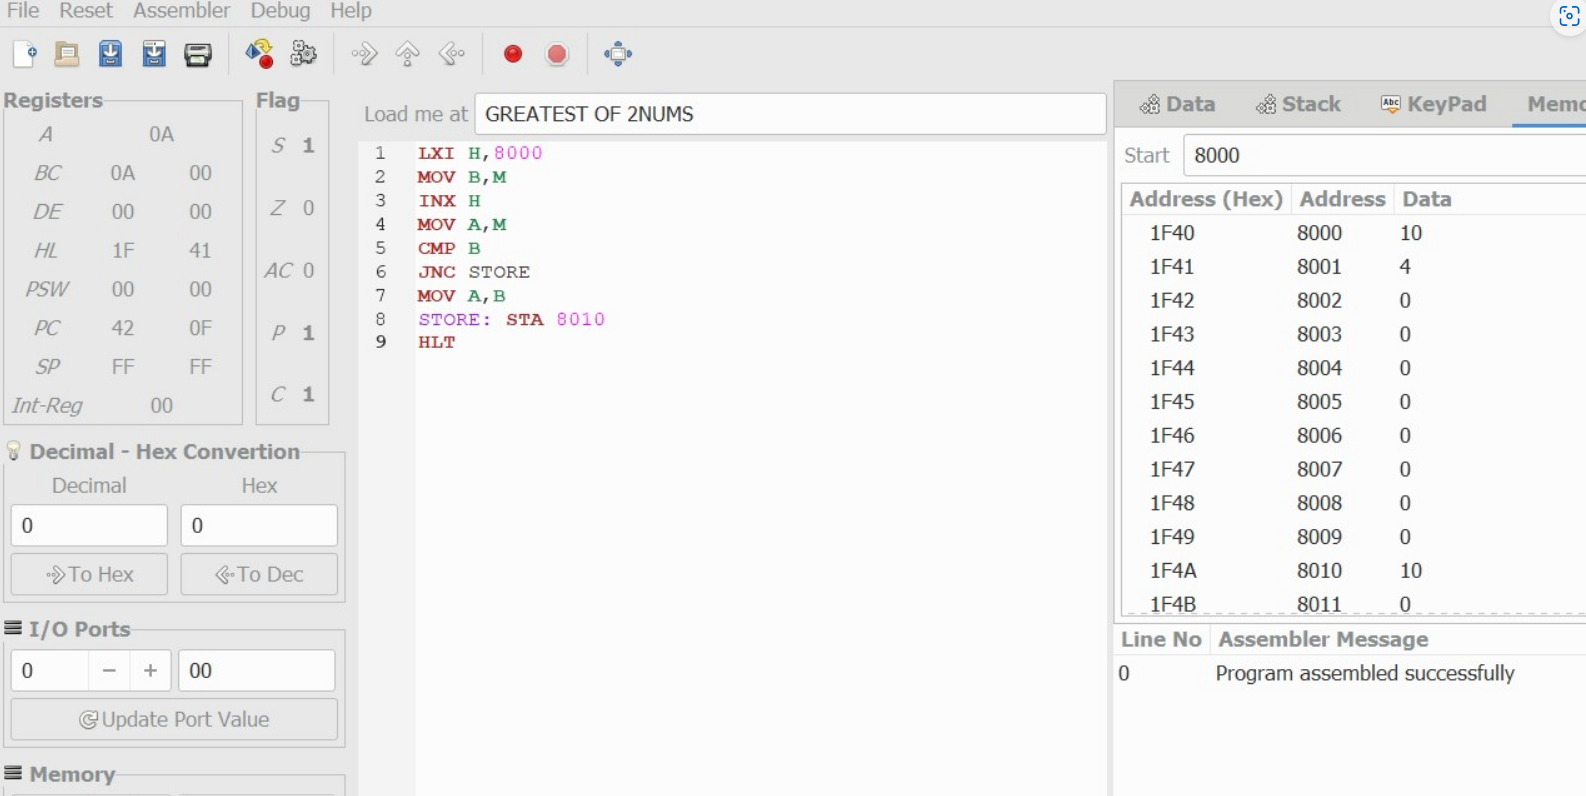 File Reset Assembler Debug Help
Registers
A 0A
BC 0A 00
DE 00 00
HL 1F 41
PSW 00 00
PC 42 0F
SP FF FF
Int-Reg 00
Flag
S 1
Z 0
AC 0
P 1
C 1
Decimal - Hex Convertion
Decimal Hex
0 0
To Hex To Dec
I/O Ports
0 − + 00
Update Port Value
Memory
Load me at GREATEST OF 2NUMS
1 LXI H,8000
2 MOV B,M
3 INX H
4 MOV A,M
5 CMP B
6 JNC STORE
7 MOV A,B
8 STORE: STA 8010
9 HLT
Data Stack Abc KeyPad
Start 8000
Address (Hex) Address Data
1F40 8000 10
1F41 8001 4
1F42 8002 0
1F43 8003 0
1F44 8004 0
1F45 8005 0
1F46 8006 0
1F47 8007 0
1F48 8008 0
1F49 8009 0
1F4A 8010 10
1F4B 8011 0
Line No Assembler Message
0 Program assembled successfully